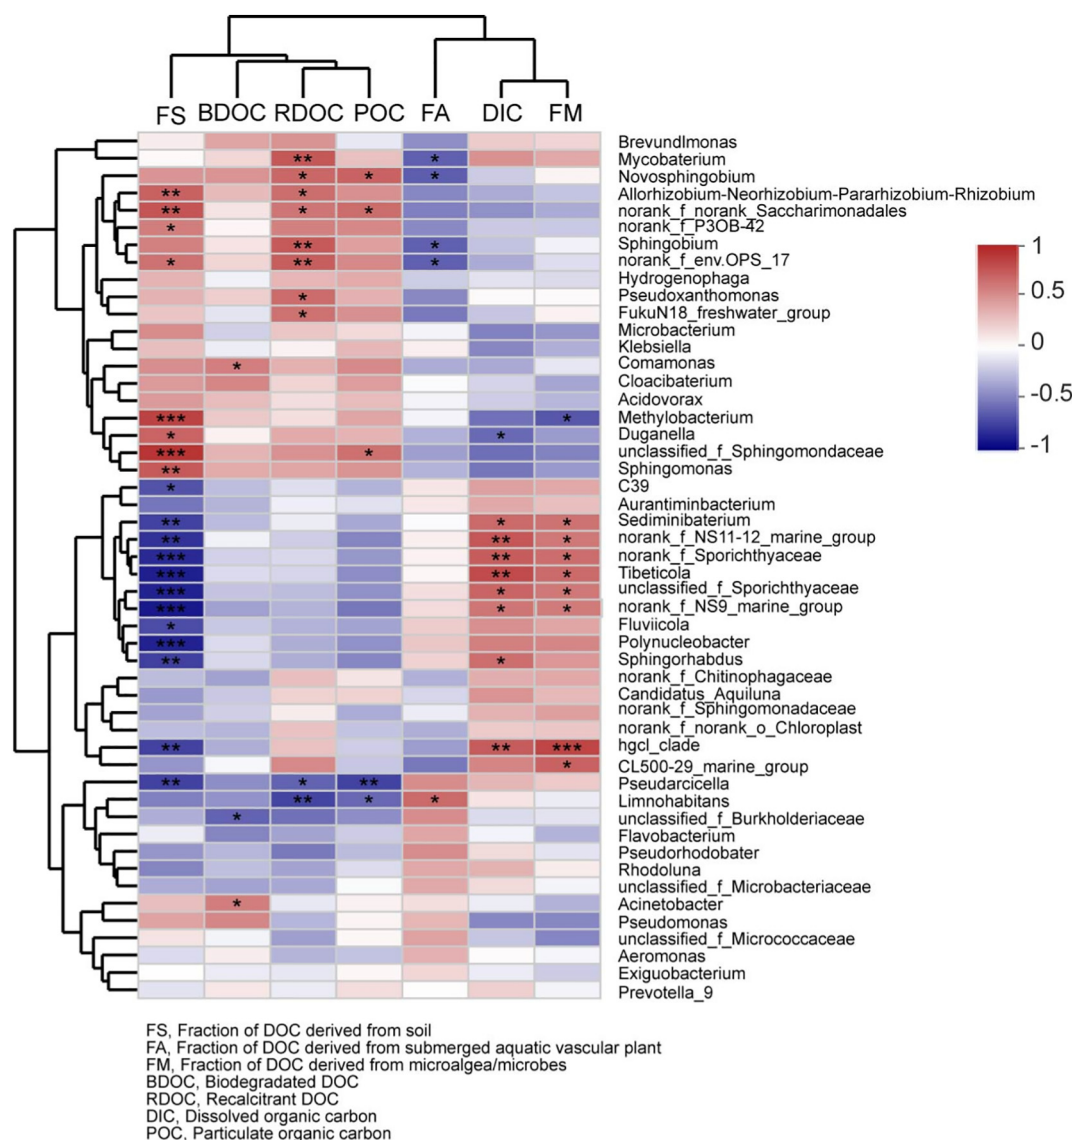 FS BDOC RDOC POC FA DIC FM
Brevundlmonas
** * Mycobaterium
* * * Novosphingobium
** * Allorhizobium-Neorhizobium-Pararhizobium-Rhizobium
** * * norank_f_norank_Saccharimonadales
* norank_f_P3OB-42
** * Sphingobium
* ** * norank_f_env.OPS_17
Hydrogenophaga
* Pseudoxanthomonas
* FukuN18_freshwater_group
Microbacterium
Klebsiella
* Comamonas
Cloacibaterium
Acidovorax
*** * Methylobacterium
* * Duganella
*** * unclassified_f_Sphingomondaceae
** Sphingomonas
* C39
Aurantiminbacterium
** * * Sediminibaterium
** ** * norank_f_NS11-12_marine_group
*** ** * norank_f_Sporichthyaceae
*** ** * Tibeticola
*** * * unclassified_f_Sporichthyaceae
*** * * norank_f_NS9_marine_group
* Fluviicola
*** Polynucleobacter
** * Sphingorhabdus
norank_f_Chitinophagaceae
Candidatus_Aquiluna
norank_f_Sphingomonadaceae
norank_f_norank_o_Chloroplast
** ** *** hgcl_clade
* CL500-29_marine_group
** * ** Pseudarcicella
** * * Limnohabitans
* unclassified_f_Burkholderiaceae
Flavobacterium
Pseudorhodobater
Rhodoluna
unclassified_f_Microbacteriaceae
* Acinetobacter
Pseudomonas
unclassified_f_Micrococcaceae
Aeromonas
Exiguobacterium
Prevotella_9
1
0.5
0
-0.5
-1
FS, Fraction of DOC derived from soil
FA, Fraction of DOC derived from submerged aquatic vascular plant
FM, Fraction of DOC derived from microalgea/microbes
BDOC, Biodegradated DOC
RDOC, Recalcitrant DOC
DIC, Dissolved organic carbon
POC, Particulate organic carbon